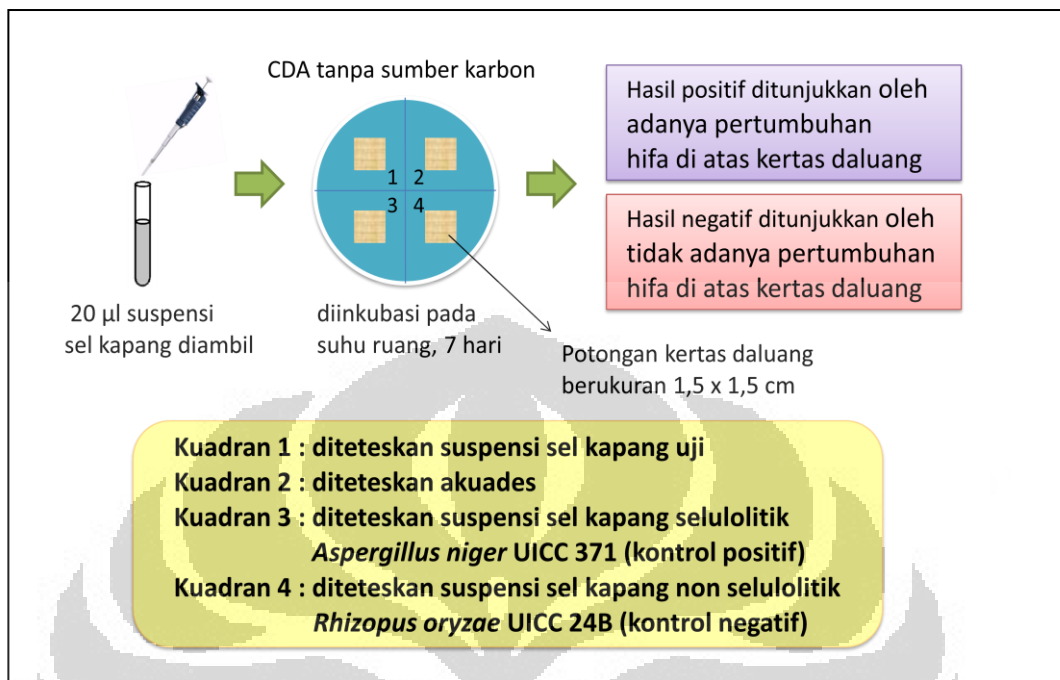 CDA tanpa sumber karbon
20 µl suspensi
sel kapang diambil
1 2
3 4
diinkubasi pada
suhu ruang, 7 hari
Potongan kertas daluang
berukuran 1,5 x 1,5 cm
Hasil positif ditunjukkan oleh
adanya pertumbuhan
hifa di atas kertas daluang
Hasil negatif ditunjukkan oleh
tidak adanya pertumbuhan
hifa di atas kertas daluang
Kuadran 1 : diteteskan suspensi sel kapang uji
Kuadran 2 : diteteskan akuades
Kuadran 3 : diteteskan suspensi sel kapang selulolitik
Aspergillus niger UICC 371 (kontrol positif)
Kuadran 4 : diteteskan suspensi sel kapang non selulolitik
Rhizopus oryzae UICC 24B (kontrol negatif)